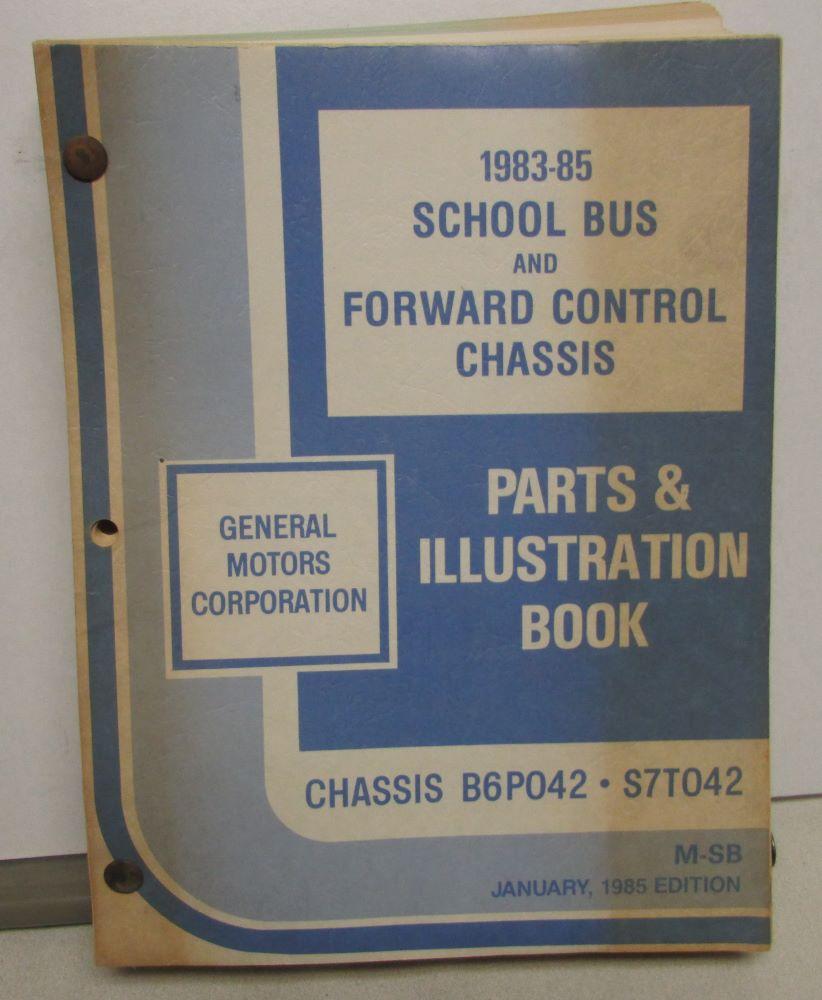 1983-85
SCHOOL BUS
AND
FORWARD CONTROL
CHASSIS
PARTS &
ILLUSTRATION
BOOK
GENERAL
MOTORS
CORPORATION
CHASSIS B6P042 • S7T042
M-SB
JANUARY, 1985 EDITION